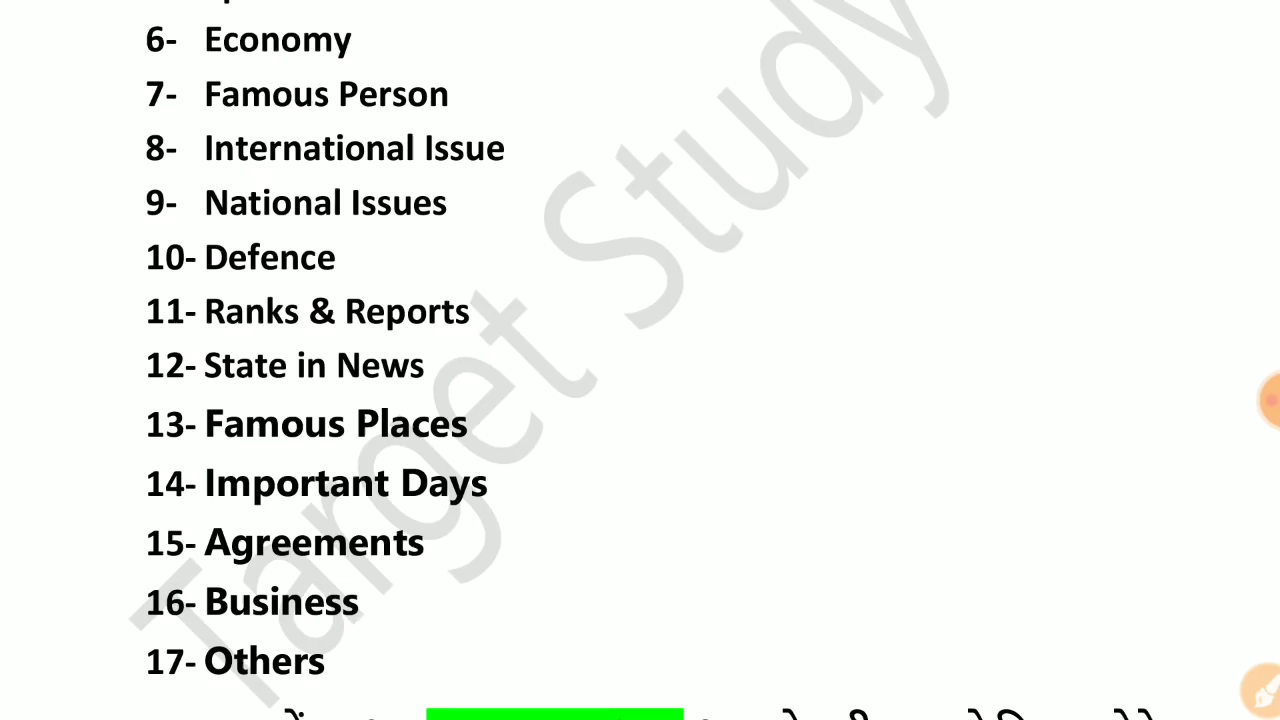 6- Economy
7- Famous Person
8- International Issue
9- National Issues
10- Defence
11- Ranks & Reports
12- State in News
13- Famous Places
14- Important Days
15- Agreements
16- Business
17- Others
Target Study